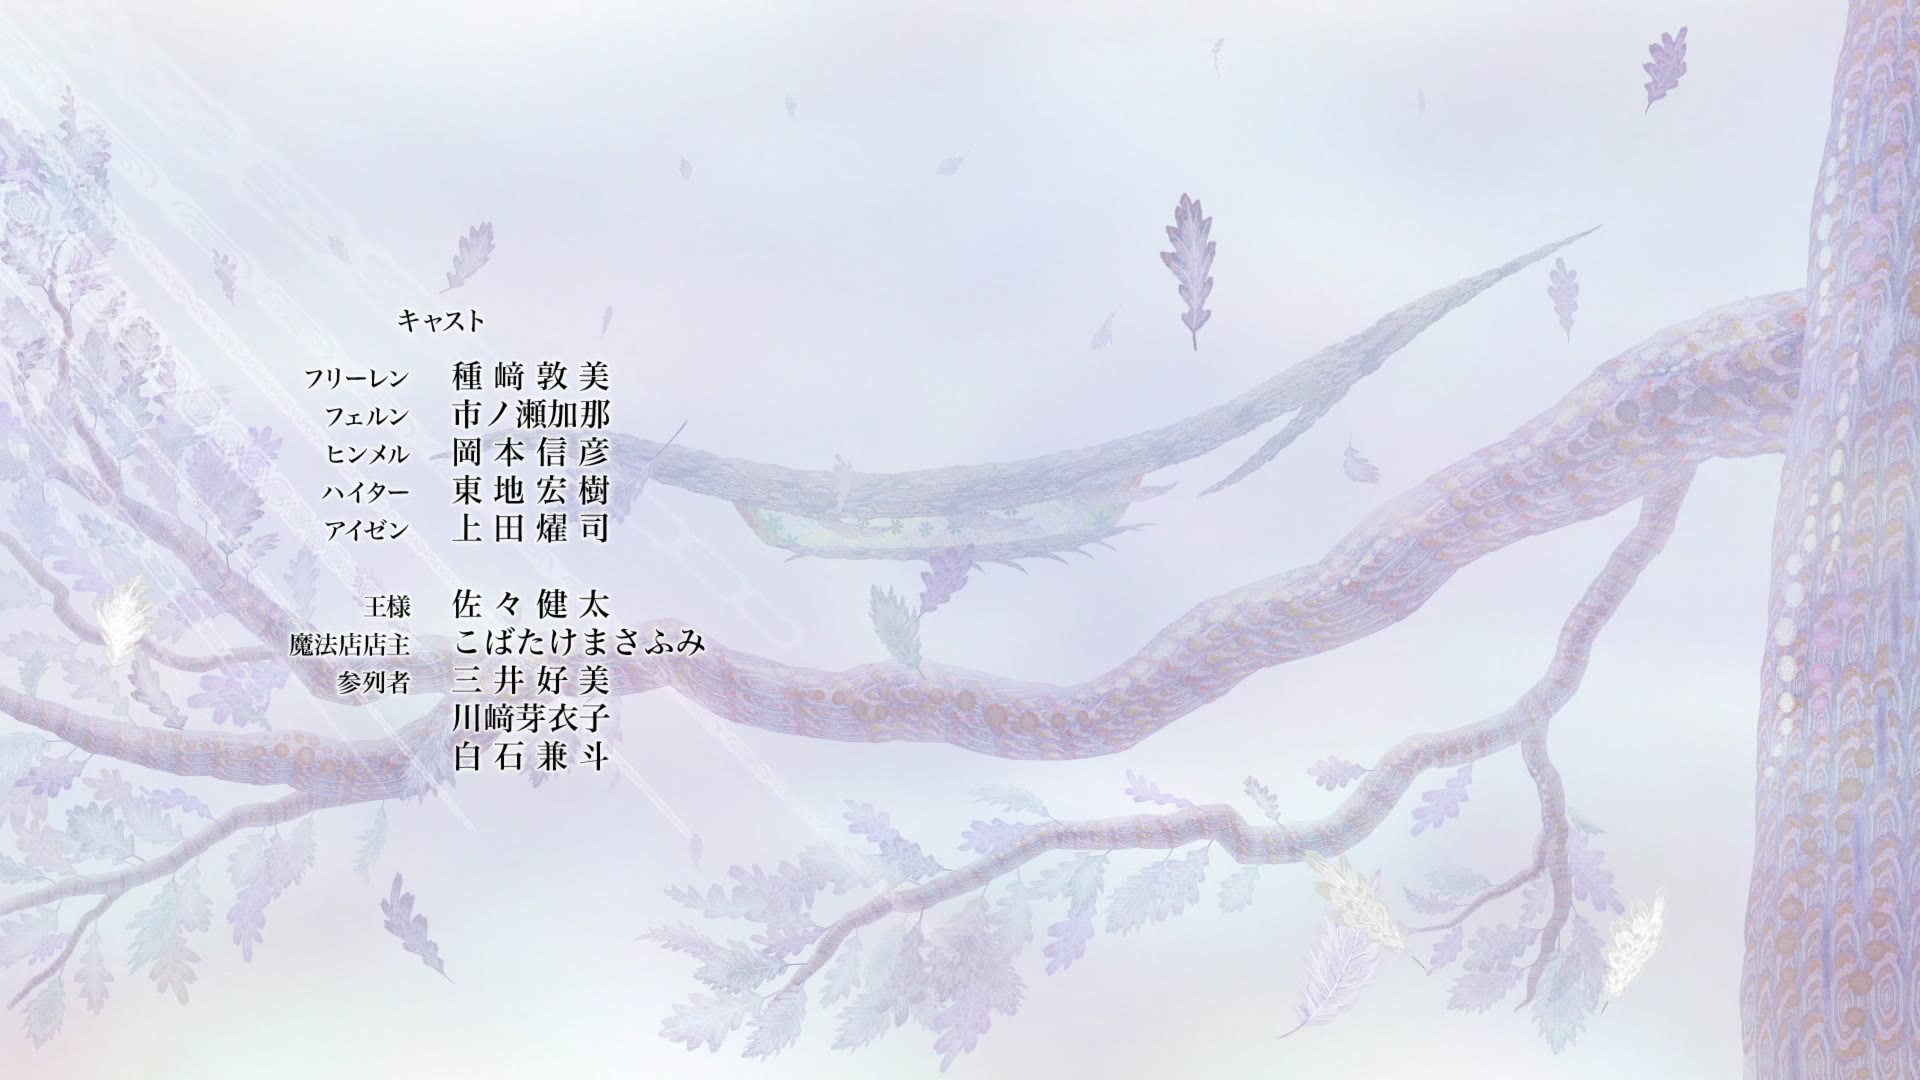 キャスト
フリーレン 種﨑敦美
フェルン 市ノ瀬加那
ヒンメル 岡本信彦
ハイター 東地宏樹
アイゼン 上田燿司
王様 佐々健太
魔法店店主 こばたけまさふみ
参列者 三井好美
川﨑芽衣子
白石兼斗